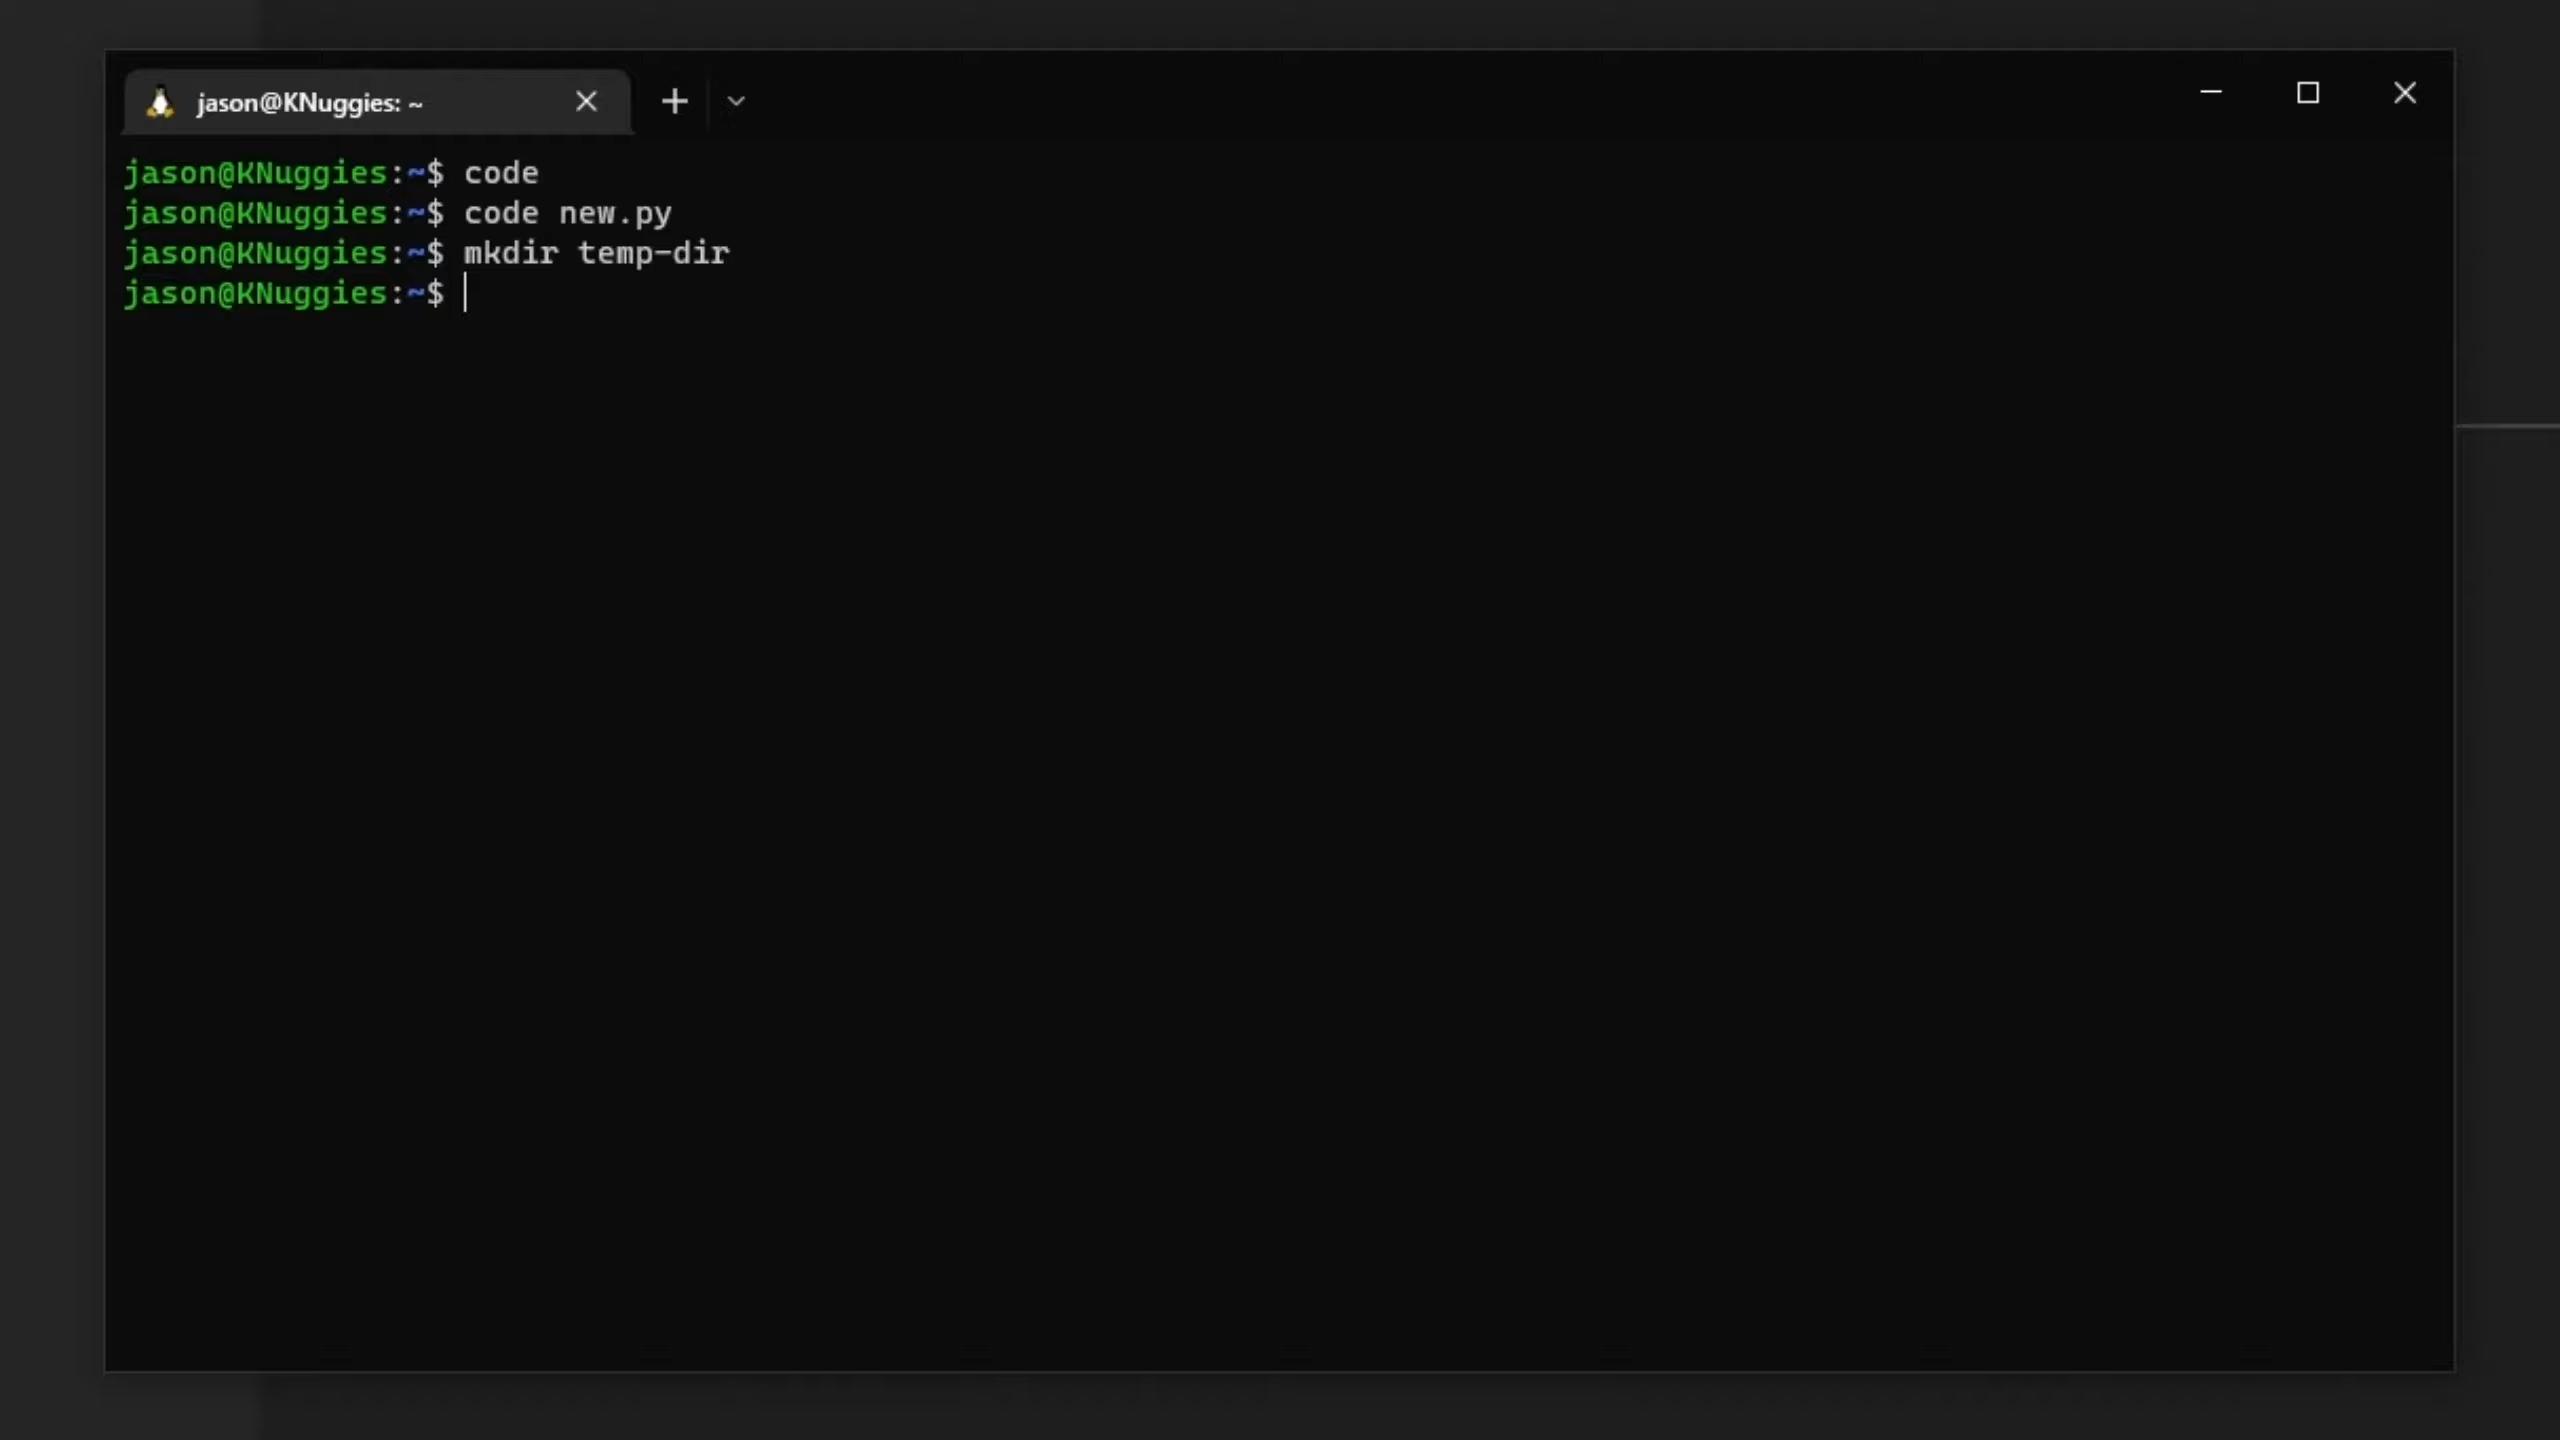 jason@KNuggies: ~
jason@KNuggies:~$ code
jason@KNuggies:~$ code new.py
jason@KNuggies:~$ mkdir temp-dir
jason@KNuggies:~$